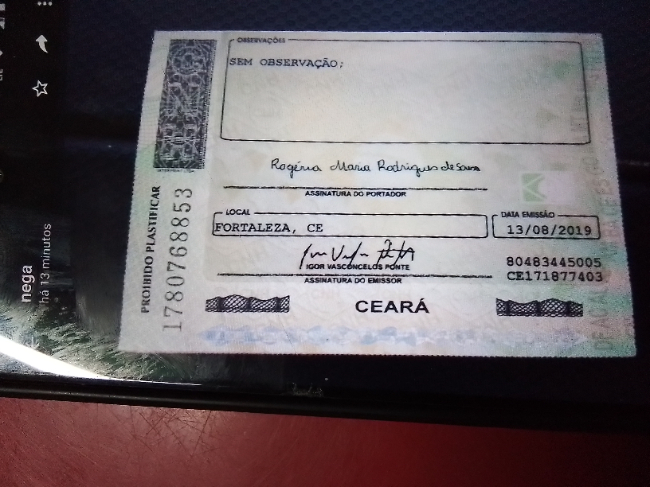 OBSERVAÇÕES
SEM OBSERVAÇÃO;
Rogéria Maria Rodrigues de Sousa
ASSINATURA DO PORTADOR
LOCAL
FORTALEZA, CE
DATA EMISSÃO
13/08/2019
IGOR VASCONCELOS PONTE
ASSINATURA DO EMISSOR
80483445005
CE171877403
CEARÁ
PROIBIDO PLASTIFICAR
1780768853
nega
há 13 minutos